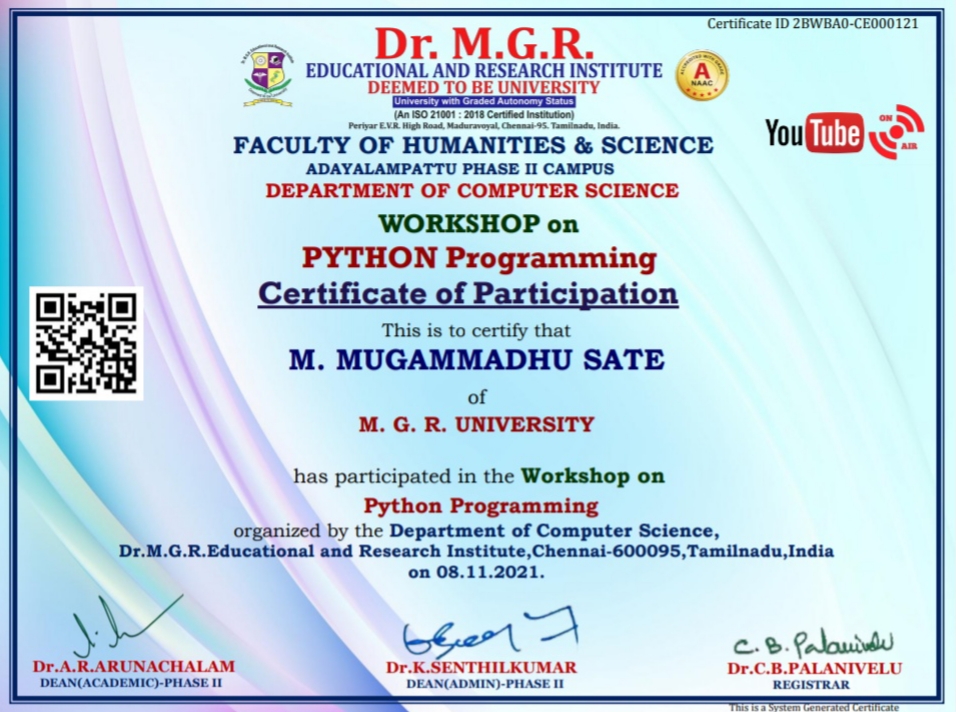 Certificate ID 2BWBA0-CE000121
Dr. M.G.R.
EDUCATIONAL AND RESEARCH INSTITUTE
DEEMED TO BE UNIVERSITY
University with Graded Autonomy Status
(An ISO 21001 : 2018 Certified Institution)
Periyar E.V.R. High Road, Maduravoyal, Chennai-95. Tamilnadu, India.
A
NAAC
YouTube
ON
AIR
FACULTY OF HUMANITIES & SCIENCE
ADAYALAMPATTU PHASE II CAMPUS
DEPARTMENT OF COMPUTER SCIENCE
WORKSHOP on
PYTHON Programming
Certificate of Participation
This is to certify that
M. MUGAMMADHU SATE
of
M. G. R. UNIVERSITY
has participated in the Workshop on
Python Programming
organized by the Department of Computer Science,
Dr.M.G.R.Educational and Research Institute,Chennai-600095,Tamilnadu,India
on 08.11.2021.
C. B. Palanivelu
Dr.A.R.ARUNACHALAM
DEAN(ACADEMIC)-PHASE II
Dr.K.SENTHILKUMAR
DEAN(ADMIN)-PHASE II
Dr.C.B.PALANIVELU
REGISTRAR
This is a System Generated Certificate